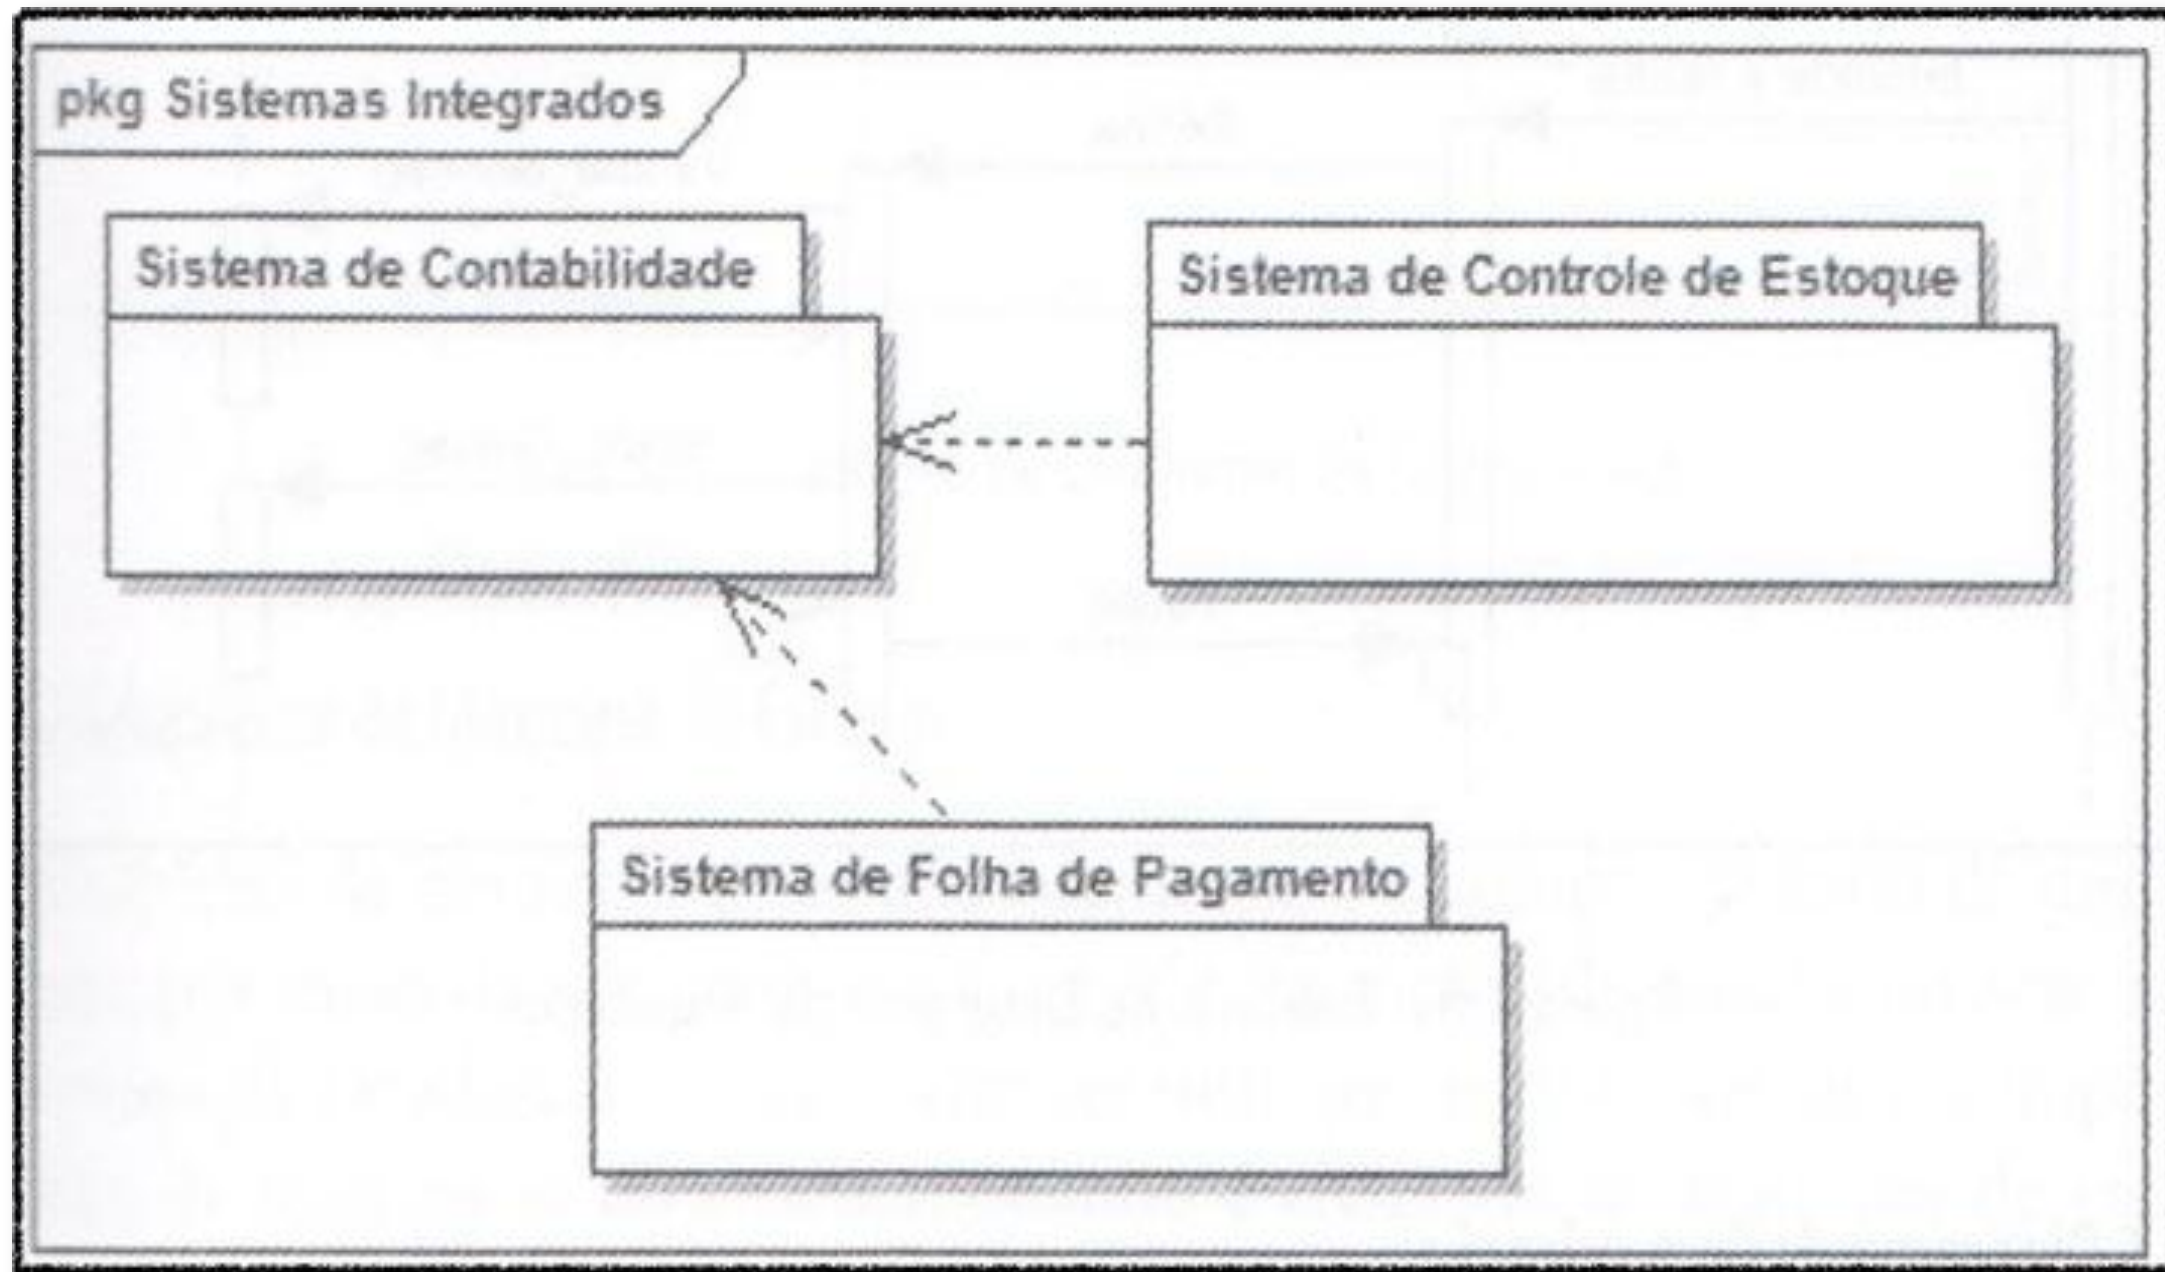 pkg Sistemas Integrados
Sistema de Contabilidade
Sistema de Controle de Estoque
Sistema de Folha de Pagamento